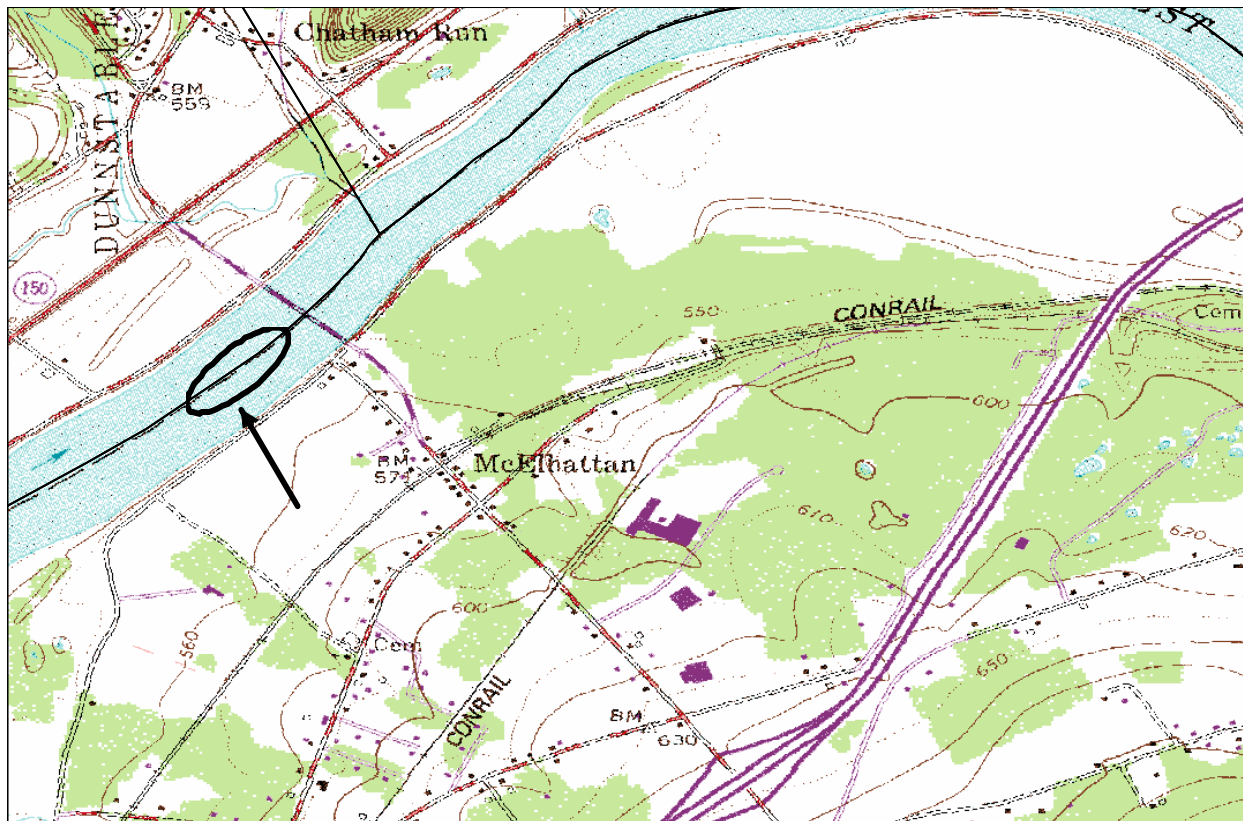 Chatham Run
DUNNSTABLE
BM
559
150
550
CONRAIL
Cem
600
BM
571
McElhattan
610
620
600
560
Cem
650
CONRAIL
BM
630